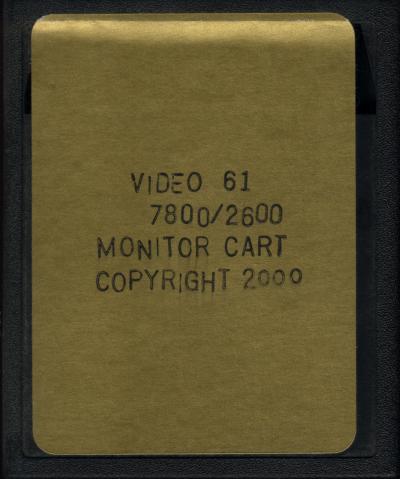 VIDEO 61
7800/2600
MONITOR CART
COPYRIGHT 2000